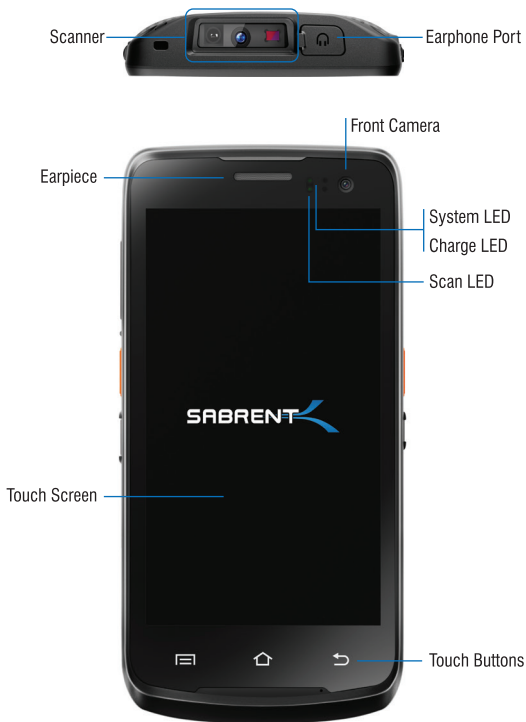 Scanner
Earphone Port
Front Camera
Earpiece
System LED
Charge LED
Scan LED
SABRENT
Touch Screen
Touch Buttons